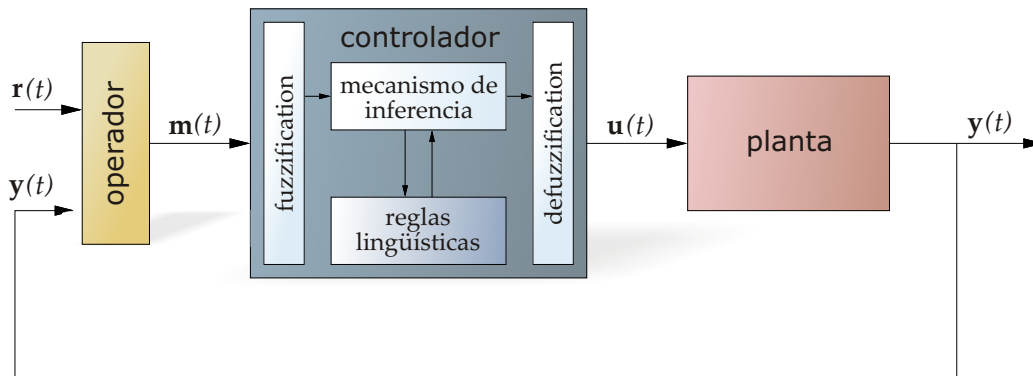 r(t)
y(t)
operador
m(t)
controlador
fuzzification
mecanismo de
inferencia
reglas
lingüísticas
defuzzification
u(t)
planta
y(t)